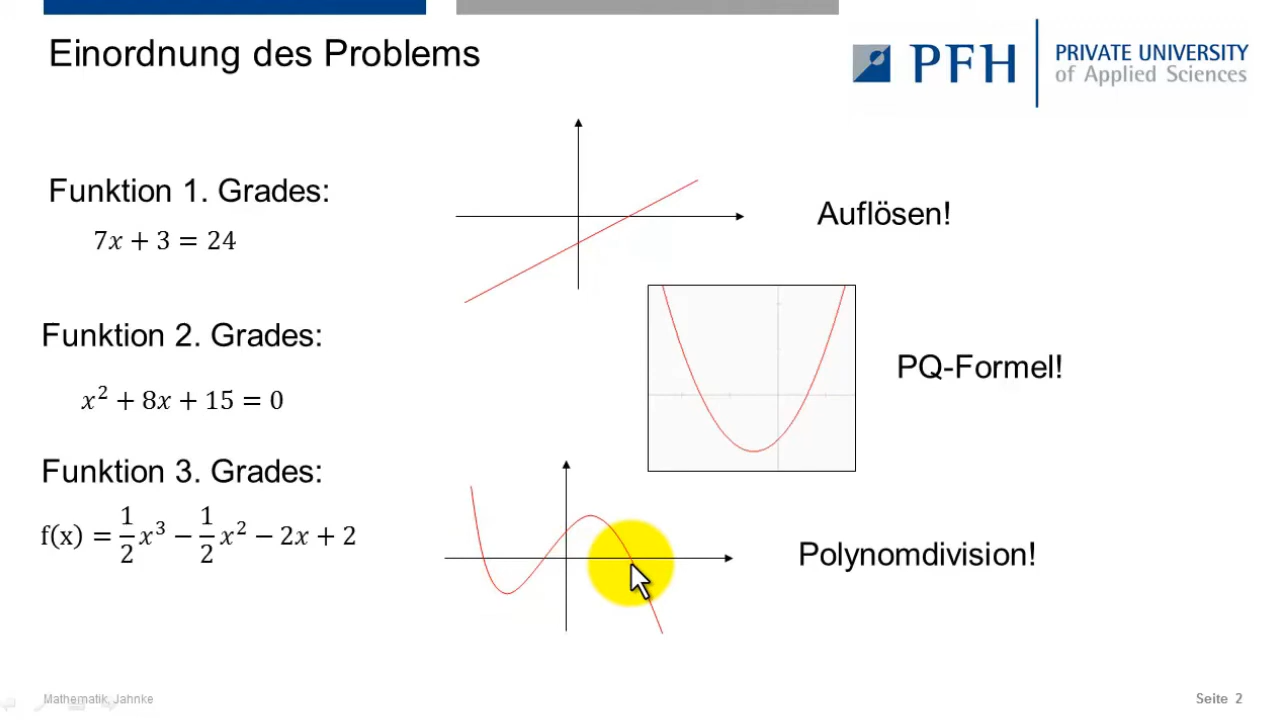 Einordnung des Problems
PFH
PRIVATE UNIVERSITY
of Applied Sciences
Funktion 1. Grades:
7x + 3 = 24
Auflösen!
Funktion 2. Grades:
x² + 8x + 15 = 0
PQ-Formel!
Funktion 3. Grades:
f(x) = 1/2 x³ − 1/2 x² − 2x + 2
Polynomdivision!
Mathematik, Jahnke
Seite 2